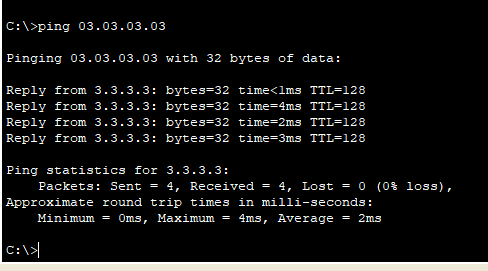 C:\>ping 03.03.03.03
Pinging 03.03.03.03 with 32 bytes of data:
Reply from 3.3.3.3: bytes=32 time<1ms TTL=128
Reply from 3.3.3.3: bytes=32 time=4ms TTL=128
Reply from 3.3.3.3: bytes=32 time=2ms TTL=128
Reply from 3.3.3.3: bytes=32 time=3ms TTL=128
Ping statistics for 3.3.3.3:
    Packets: Sent = 4, Received = 4, Lost = 0 (0% loss),
Approximate round trip times in milli-seconds:
    Minimum = 0ms, Maximum = 4ms, Average = 2ms
C:\>